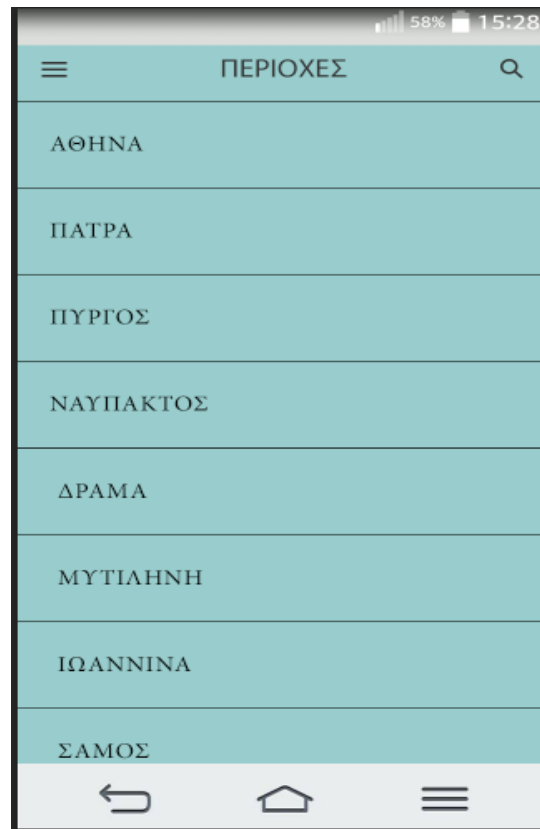 58% 15:28
ΠΕΡΙΟΧΕΣ
ΑΘΗΝΑ
ΠΑΤΡΑ
ΠΥΡΓΟΣ
ΝΑΥΠΑΚΤΟΣ
ΔΡΑΜΑ
ΜΥΤΙΛΗΝΗ
ΙΩΑΝΝΙΝΑ
ΣΑΜΟΣ